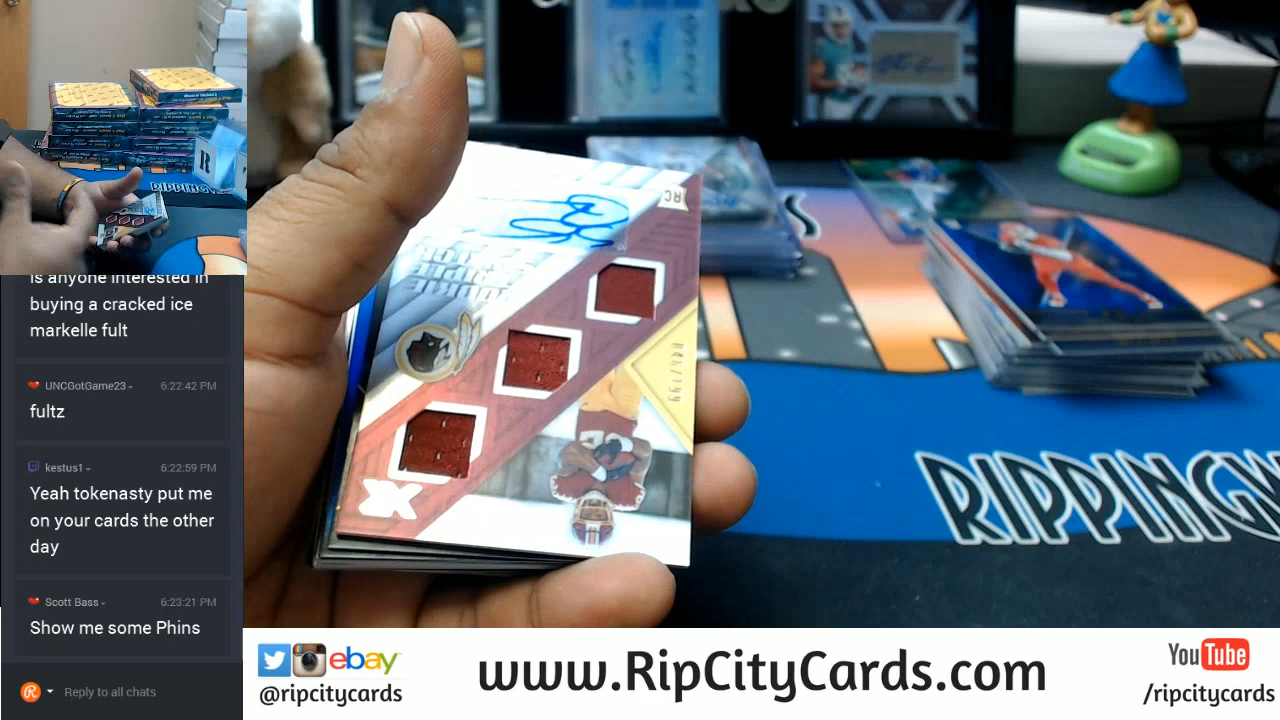 Is anyone interested in
buying a cracked ice
markelle fult
UNCGotGame23
6:22:42 PM
fultz
kestus1
6:22:59 PM
Yeah tokenasty put me
on your cards the other
day
Scott Bass
6:23:21 PM
Show me some Phins
Reply to all chats
RC
RIPPINGW
RIPPINGW
ebay
@ripcitycards
www.RipCityCards.com
YouTube
/ripcitycards